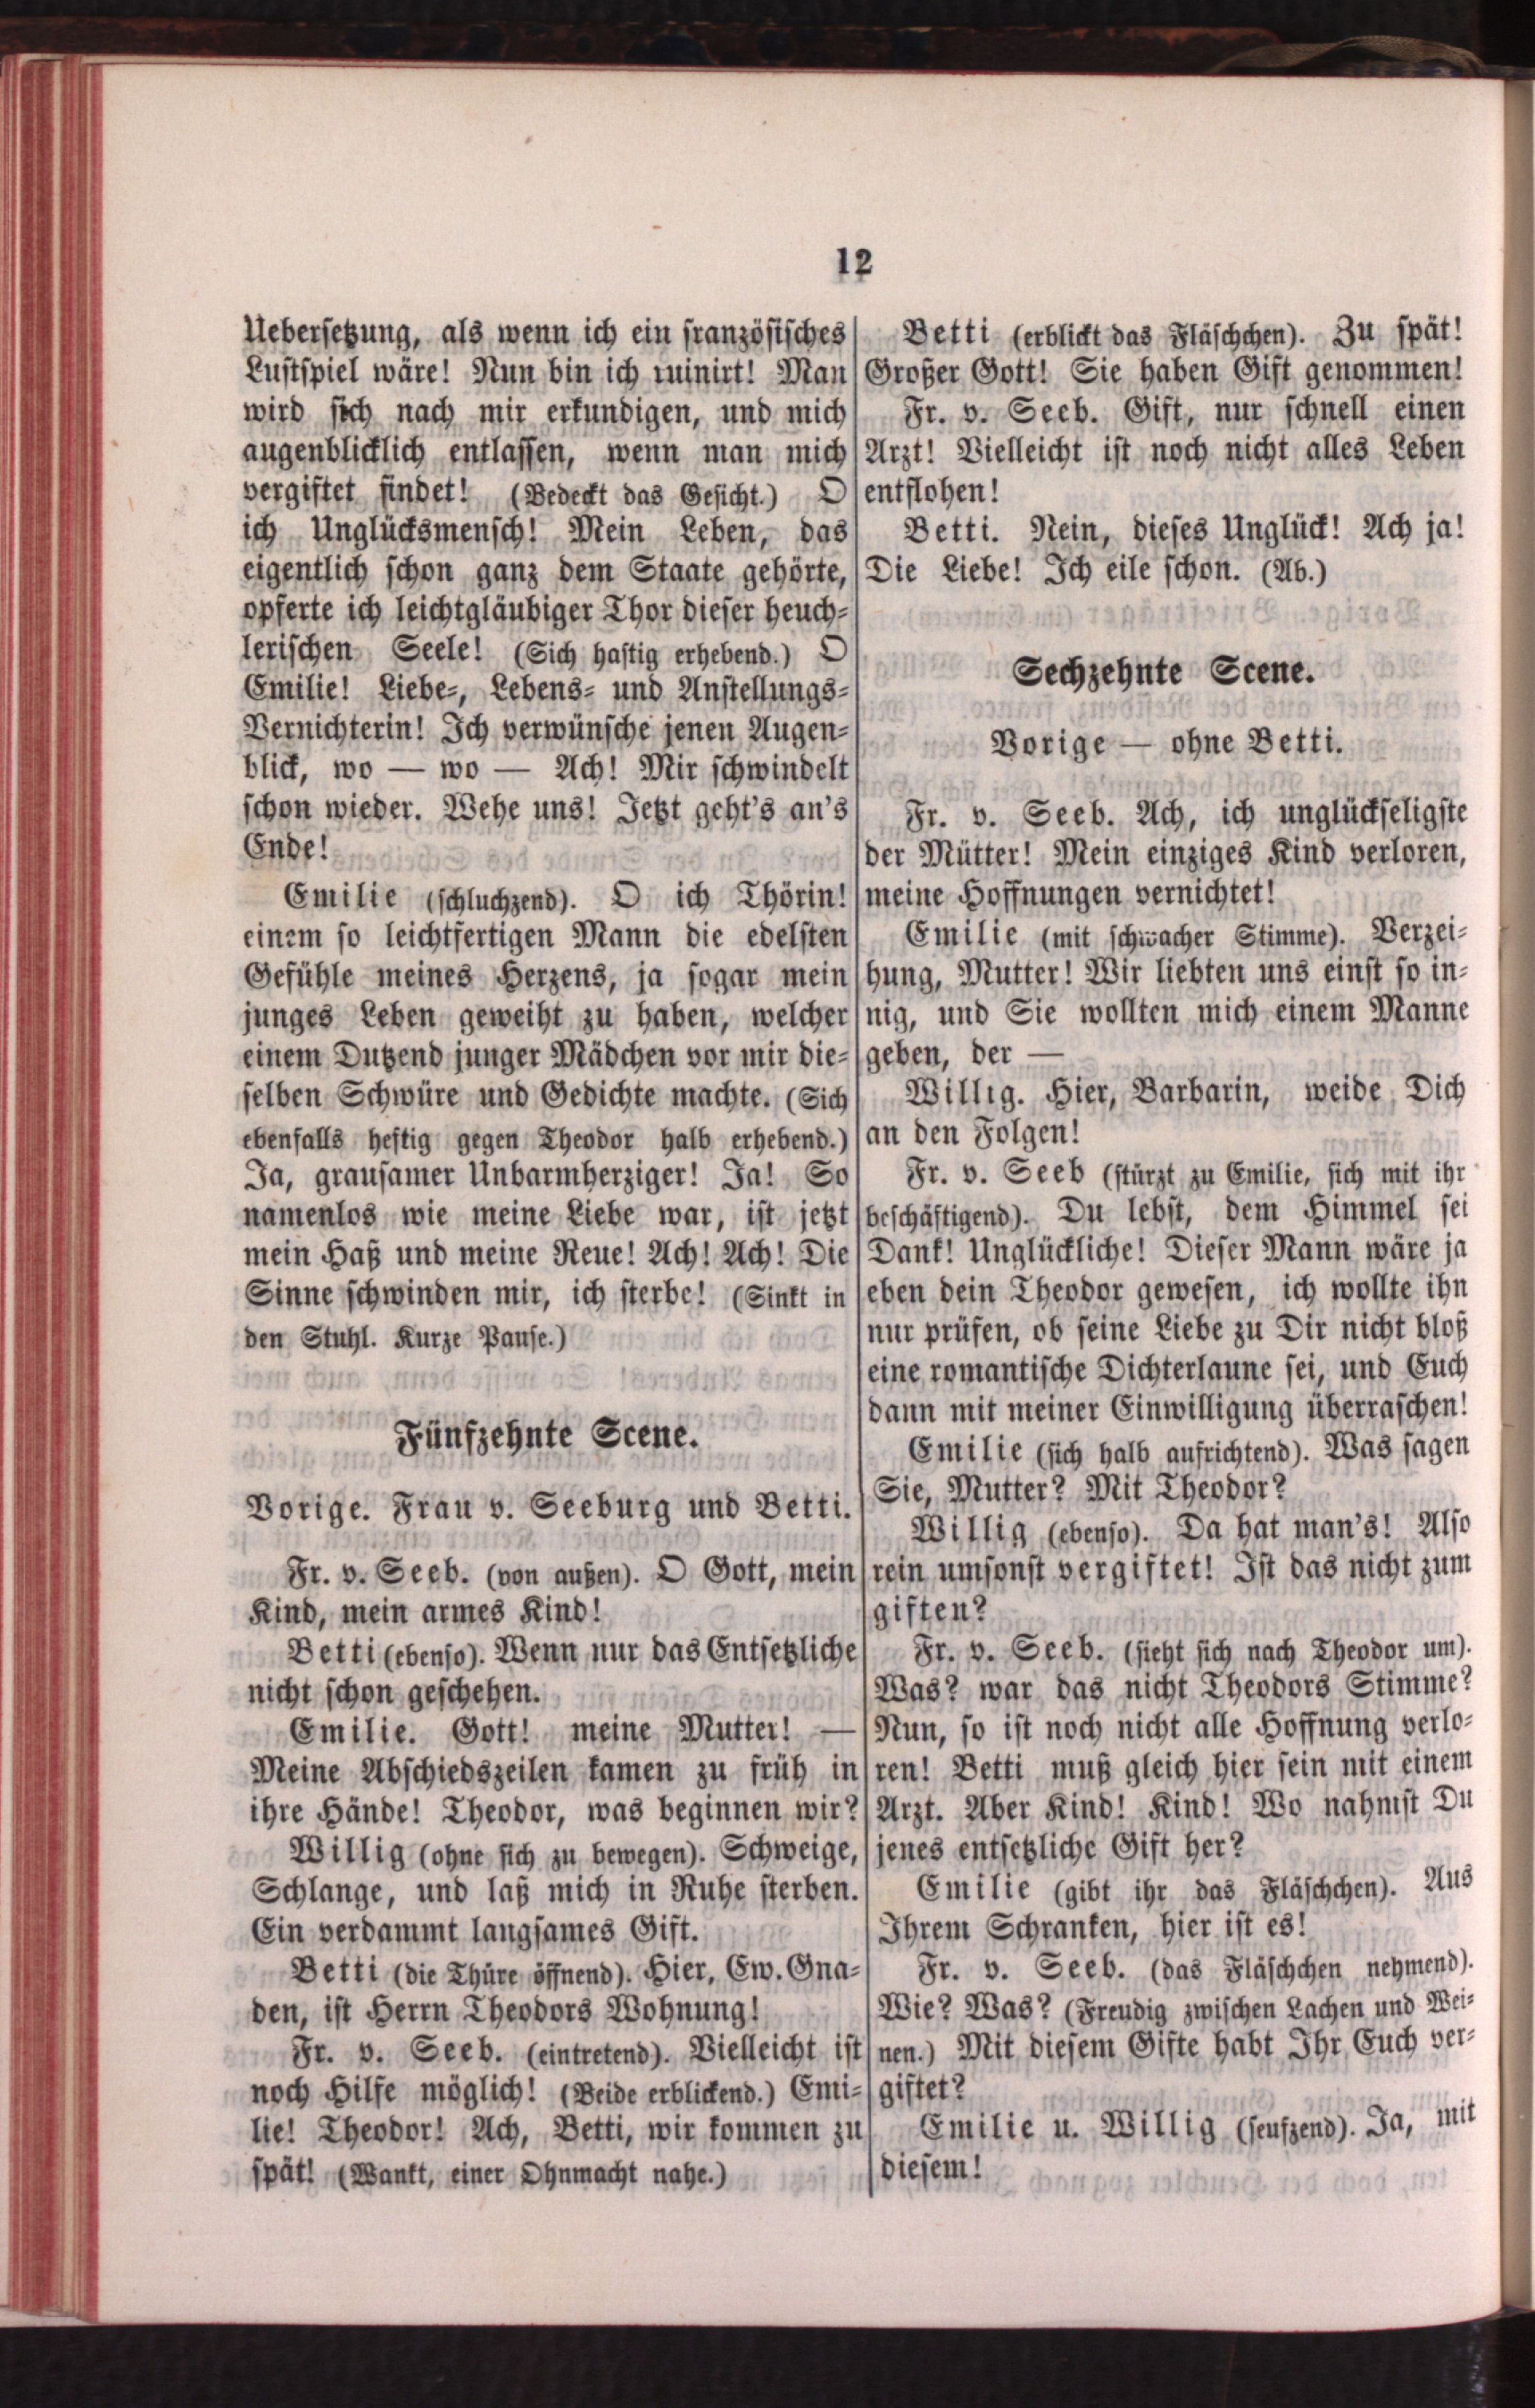 12
Uebersetzung, als wenn ich ein französisches
Lustspiel wäre! Nun bin ich ruinirt! Man
wird sich nach mir erkundigen, und mich
augenblicklich entlassen, wenn man mich
vergiftet findet! (Bedeckt das Gesicht.) O
ich Unglücksmensch! Mein Leben, das
eigentlich schon ganz dem Staate gehörte,
opferte ich leichtgläubiger Thor dieser heuch-
lerischen Seele! (Sich hastig erhebend.) O
Emilie! Liebe-, Lebens- und Anstellungs-
Vernichterin! Ich verwünsche jenen Augen-
blick, wo — wo — Ach! Mir schwindelt
schon wieder. Wehe uns! Jetzt geht's an's
Ende!
Emilie (schluchzend). O ich Thörin!
einem so leichtfertigen Mann die edelsten
Gefühle meines Herzens, ja sogar mein
junges Leben geweiht zu haben, welcher
einem Dutzend junger Mädchen vor mir die-
selben Schwüre und Gedichte machte. (Sich
ebenfalls heftig gegen Theodor halb erhebend.)
Ja, grausamer Unbarmherziger! Ja! So
namenlos wie meine Liebe war, ist jetzt
mein Haß und meine Reue! Ach! Ach! Die
Sinne schwinden mir, ich sterbe! (Sinkt in
den Stuhl. Kurze Pause.)
Fünfzehnte Scene.
Vorige. Frau v. Seeburg und Betti.
Fr. v. Seeb. (von außen). O Gott, mein
Kind, mein armes Kind!
Betti (ebenso). Wenn nur das Entsetzliche
nicht schon geschehen.
Emilie. Gott! meine Mutter! —
Meine Abschiedszeilen kamen zu früh in
ihre Hände! Theodor, was beginnen wir?
Willig (ohne sich zu bewegen). Schweige,
Schlange, und laß mich in Ruhe sterben.
Ein verdammt langsames Gift.
Betti (die Thüre öffnend). Hier, Ew. Gna-
den, ist Herrn Theodors Wohnung!
Fr. v. Seeb. (eintretend). Vielleicht ist
noch Hilfe möglich! (Beide erblickend.) Emi-
lie! Theodor! Ach, Betti, wir kommen zu
spät! (Wankt, einer Ohnmacht nahe.)
Betti (erblickt das Fläschchen). Zu spät!
Großer Gott! Sie haben Gift genommen!
Fr. v. Seeb. Gift, nur schnell einen
Arzt! Vielleicht ist noch nicht alles Leben
entflohen!
Betti. Nein, dieses Unglück! Ach ja!
Die Liebe! Ich eile schon. (Ab.)
Sechzehnte Scene.
Vorige — ohne Betti.
Fr. v. Seeb. Ach, ich unglückseligste
der Mütter! Mein einziges Kind verloren,
meine Hoffnungen vernichtet!
Emilie (mit schwacher Stimme). Verzei-
hung, Mutter! Wir liebten uns einst so in-
nig, und Sie wollten mich einem Manne
geben, der —
Willig. Hier, Barbarin, weide Dich
an den Folgen!
Fr. v. Seeb (stürzt zu Emilie, sich mit ihr
beschäftigend). Du lebst, dem Himmel sei
Dank! Unglückliche! Dieser Mann wäre ja
eben dein Theodor gewesen, ich wollte ihn
nur prüfen, ob seine Liebe zu Dir nicht bloß
eine romantische Dichterlaune sei, und Euch
dann mit meiner Einwilligung überraschen!
Emilie (sich halb aufrichtend). Was sagen
Sie, Mutter? Mit Theodor?
Willig (ebenso). Da hat man's! Also
rein umsonst vergiftet! Ist das nicht zum
giften?
Fr. v. Seeb. (sieht sich nach Theodor um).
Was? war das nicht Theodors Stimme?
Nun, so ist noch nicht alle Hoffnung verlo-
ren! Betti muß gleich hier sein mit einem
Arzt. Aber Kind! Kind! Wo nahmst Du
jenes entsetzliche Gift her?
Emilie (gibt ihr das Fläschchen). Aus
Ihrem Schranken, hier ist es!
Fr. v. Seeb. (das Fläschchen nehmend).
Wie? Was? (Freudig zwischen Lachen und Wei-
nen.) Mit diesem Gifte habt Ihr Euch ver-
giftet?
Emilie u. Willig (seufzend). Ja, mit
diesem!